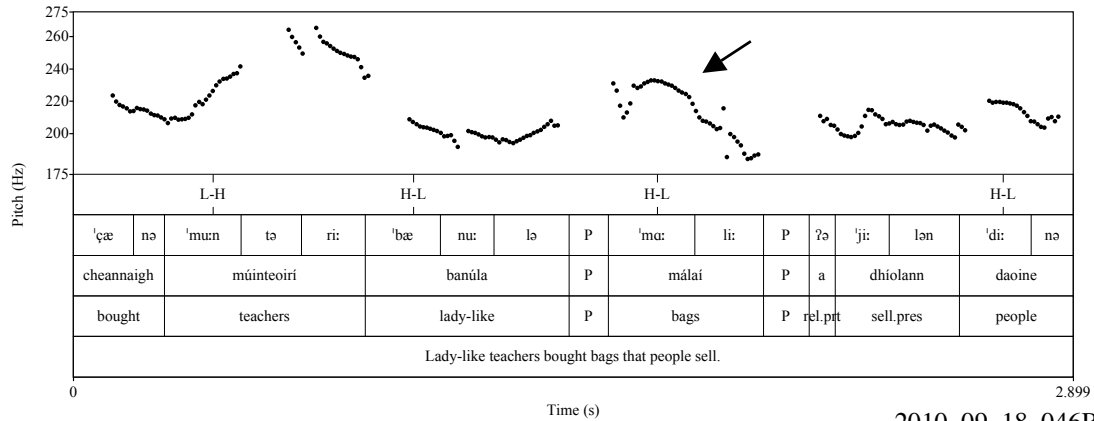 275
260
240
220
200
175
Pitch (Hz)
L-H H-L H-L H-L
ˈçæ nə ˈmuːn tə riː ˈbæ nuː lə P ˈmɑː liː P ʔə ˈjiː lən ˈdiː nə
cheannaigh múinteoirí banúla P málaí P a dhíolann daoine
bought teachers lady-like P bags P rel.prt sell.pres people
Lady-like teachers bought bags that people sell.
0 2.899
Time (s)